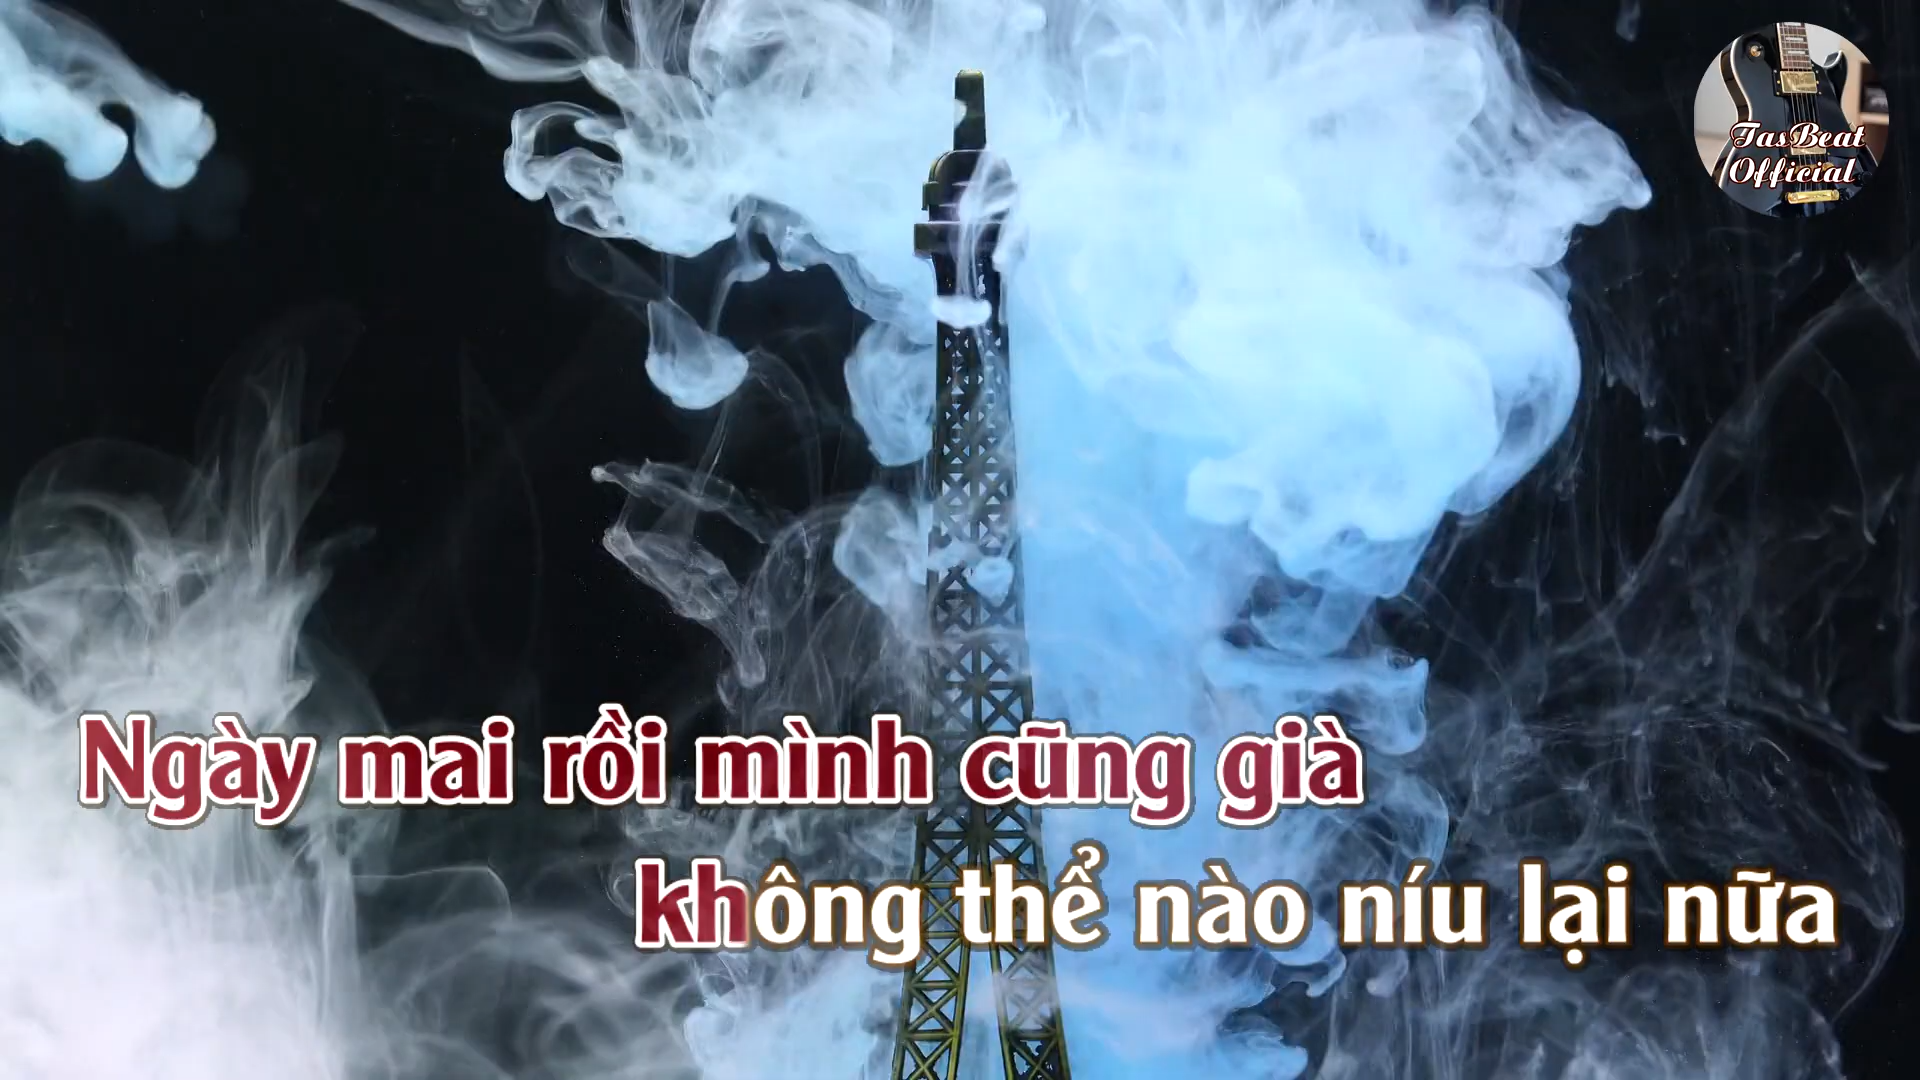 TasBeat
Official
Ngày mai rồi mình cũng già
không thể nào níu lại nữa